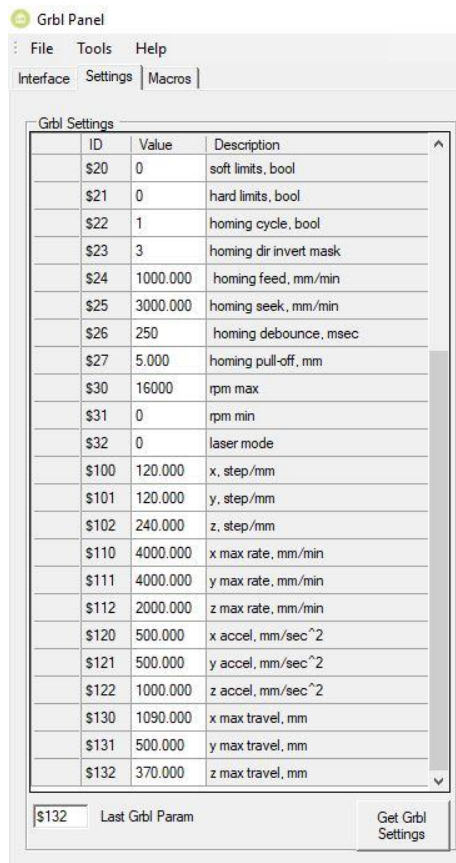 Grbl Panel
File Tools Help
Interface Settings Macros
Grbl Settings
ID Value Description
$20 0 soft limits, bool
$21 0 hard limits, bool
$22 1 homing cycle, bool
$23 3 homing dir invert mask
$24 1000.000 homing feed, mm/min
$25 3000.000 homing seek, mm/min
$26 250 homing debounce, msec
$27 5.000 homing pull-off, mm
$30 16000 rpm max
$31 0 rpm min
$32 0 laser mode
$100 120.000 x, step/mm
$101 120.000 y, step/mm
$102 240.000 z, step/mm
$110 4000.000 x max rate, mm/min
$111 4000.000 y max rate, mm/min
$112 2000.000 z max rate, mm/min
$120 500.000 x accel, mm/sec^2
$121 500.000 y accel, mm/sec^2
$122 1000.000 z accel, mm/sec^2
$130 1090.000 x max travel, mm
$131 500.000 y max travel, mm
$132 370.000 z max travel, mm
$132 Last Grbl Param
Get Grbl
Settings